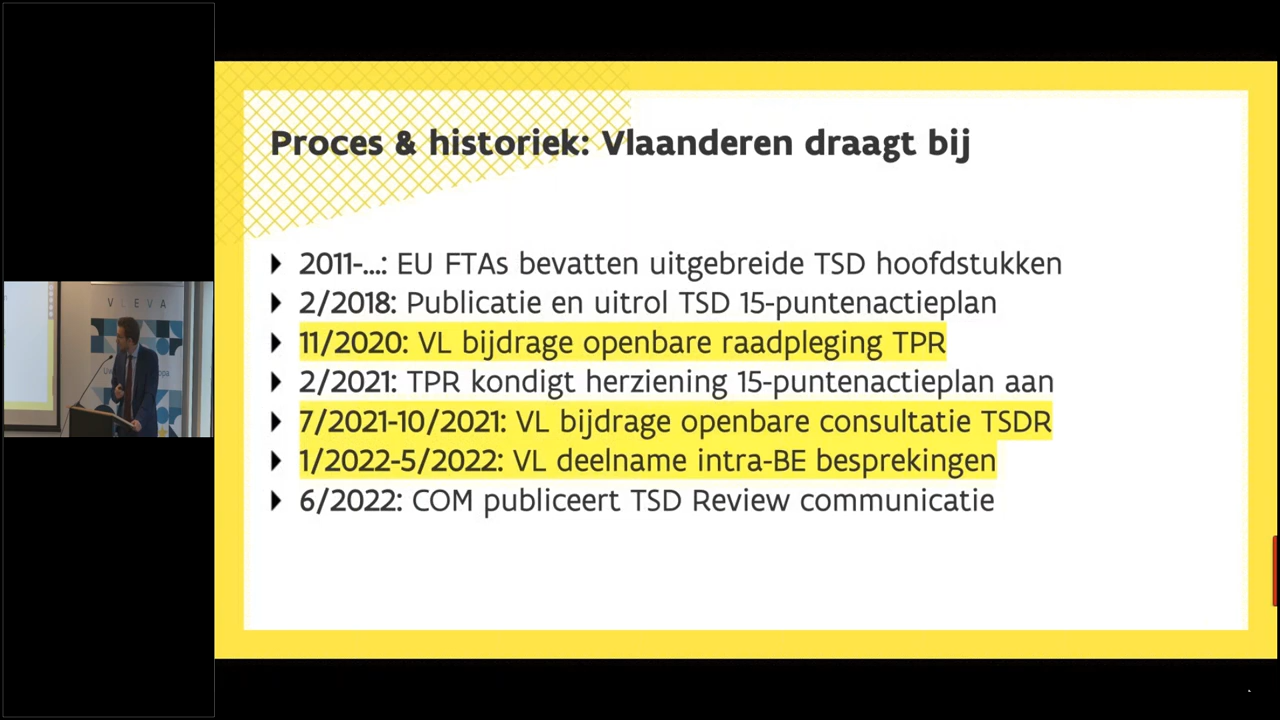 Proces & historiek: Vlaanderen draagt bij
2011-...: EU FTAs bevatten uitgebreide TSD hoofdstukken
2/2018: Publicatie en uitrol TSD 15-puntenactieplan
11/2020: VL bijdrage openbare raadpleging TPR
2/2021: TPR kondigt herziening 15-puntenactieplan aan
7/2021-10/2021: VL bijdrage openbare consultatie TSDR
1/2022-5/2022: VL deelname intra-BE besprekingen
6/2022: COM publiceert TSD Review communicatie
VLEVA